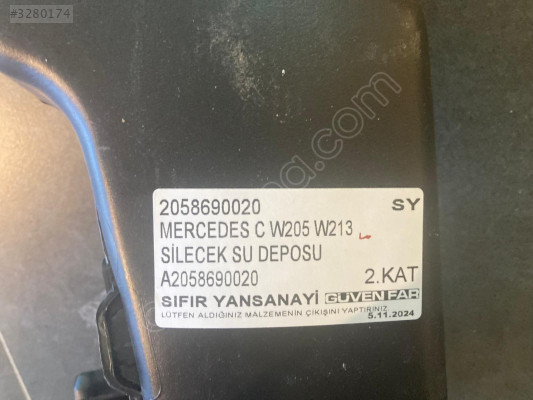 #3280174
2058690020 SY
MERCEDES C W205 W213
SİLECEK SU DEPOSU
A2058690020 2.KAT
SIFIR YANSANAYİ GÜVEN FAR
LÜTFEN ALDIĞINIZ MALZEMENİN ÇIKIŞINI YAPTIRINIZ.
5.11.2024